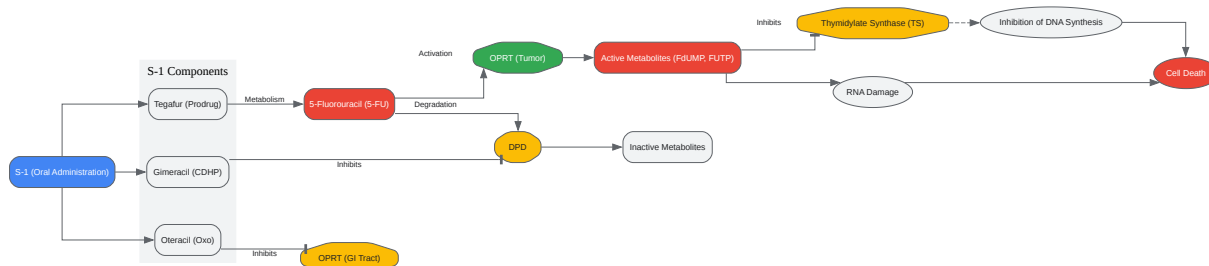 Inhibits
Thymidylate Synthase (TS)
Inhibition of DNA Synthesis
Activation
OPRT (Tumor)
Active Metabolites (FdUMP, FUTP)
Cell Death
S-1 Components
Tegafur (Prodrug)
Metabolism
5-Fluorouracil (5-FU)
Degradation
RNA Damage
DPD
Inactive Metabolites
S-1 (Oral Administration)
Gimeracil (CDHP)
Inhibits
Oteracil (Oxo)
Inhibits
OPRT (GI Tract)